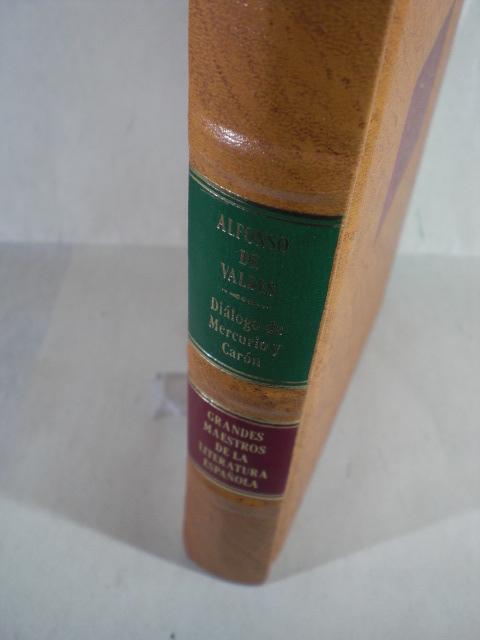 ALFONSO
DE
VALDÉS
Diálogo de
Mercurio y
Carón
GRANDES
MAESTROS
DE LA
LITERATURA
ESPAÑOLA